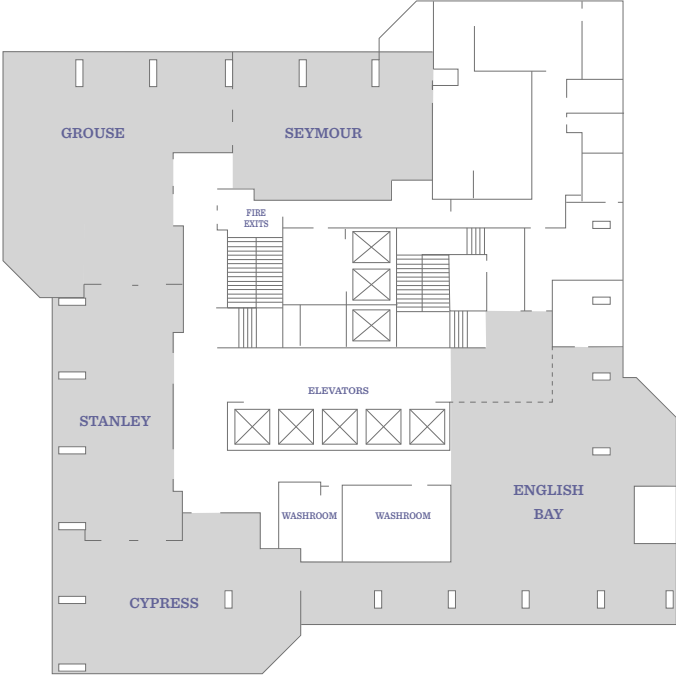 GROUSE
SEYMOUR
FIRE
EXITS
ELEVATORS
STANLEY
ENGLISH
BAY
WASHROOM
WASHROOM
CYPRESS